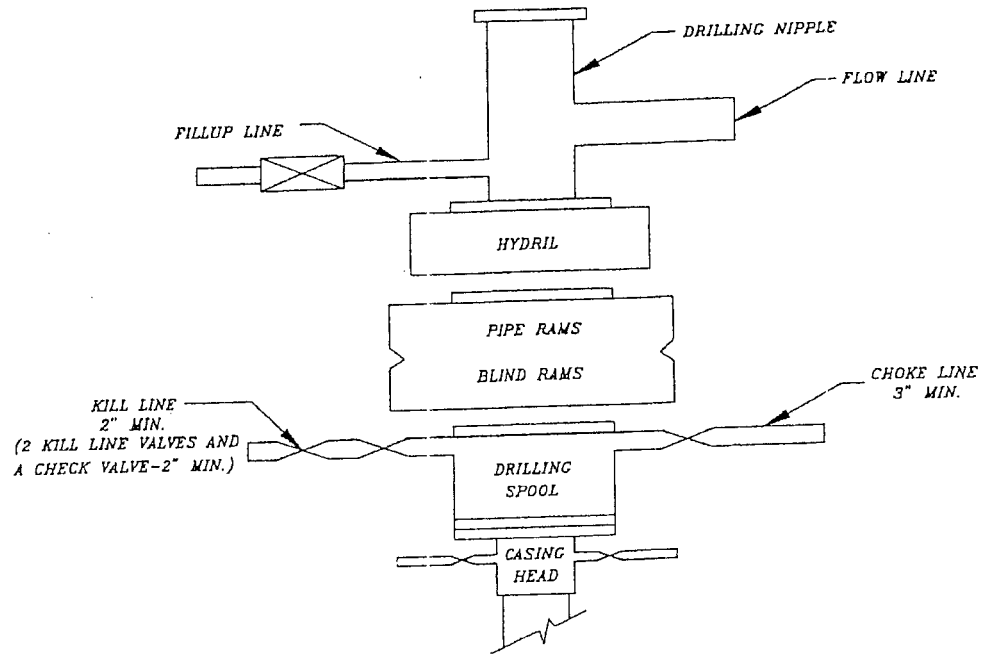 DRILLING NIPPLE
FLOW LINE
FILLUP LINE
HYDRIL
PIPE RAMS
BLIND RAMS
CHOKE LINE
3" MIN.
KILL LINE
2" MIN.
(2 KILL LINE VALVES AND
A CHECK VALVE-2" MIN.)
DRILLING
SPOOL
CASING
HEAD